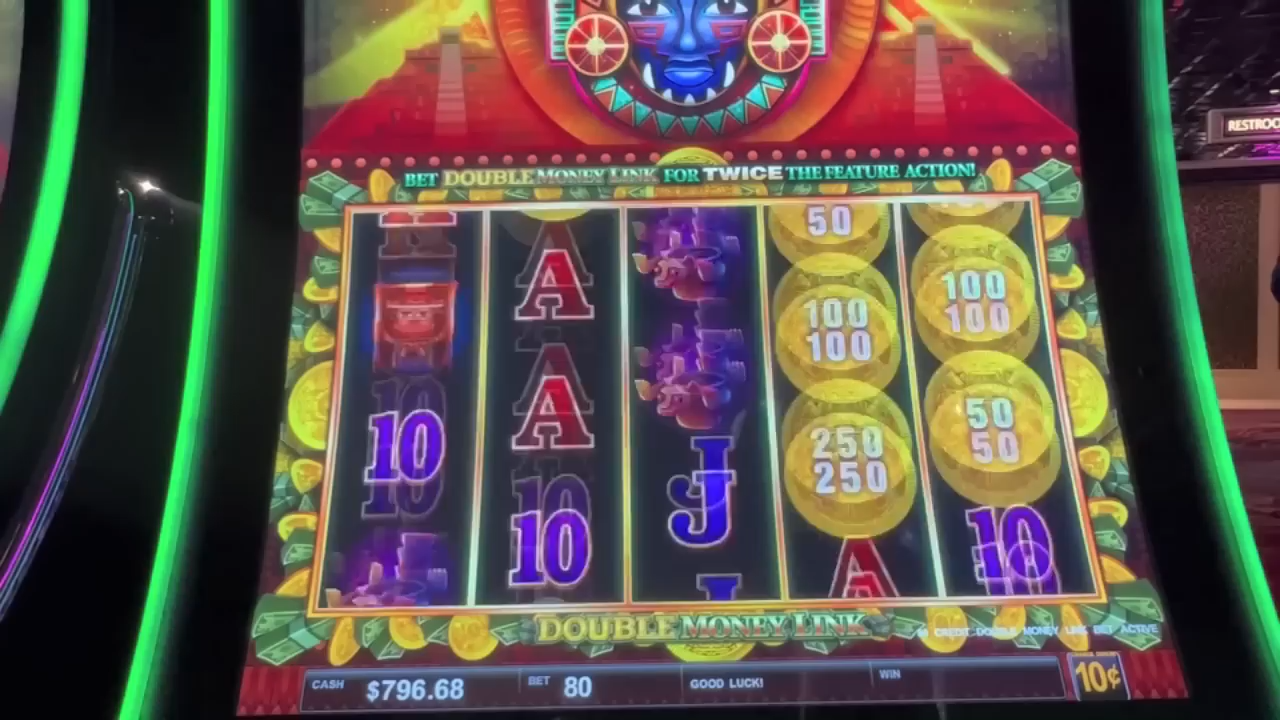 RESTROO
BET DOUBLE MONEY LINK FOR TWICE THE FEATURE ACTION!
50
A
100
100
100
100
A
10
250
250
50
50
J
10
10
A
J
DOUBLE MONEY LINK
CREDIT DOUBLE MONEY LINK BET ACTIVE
CASH $796.68 BET 80 GOOD LUCK! WIN 10¢